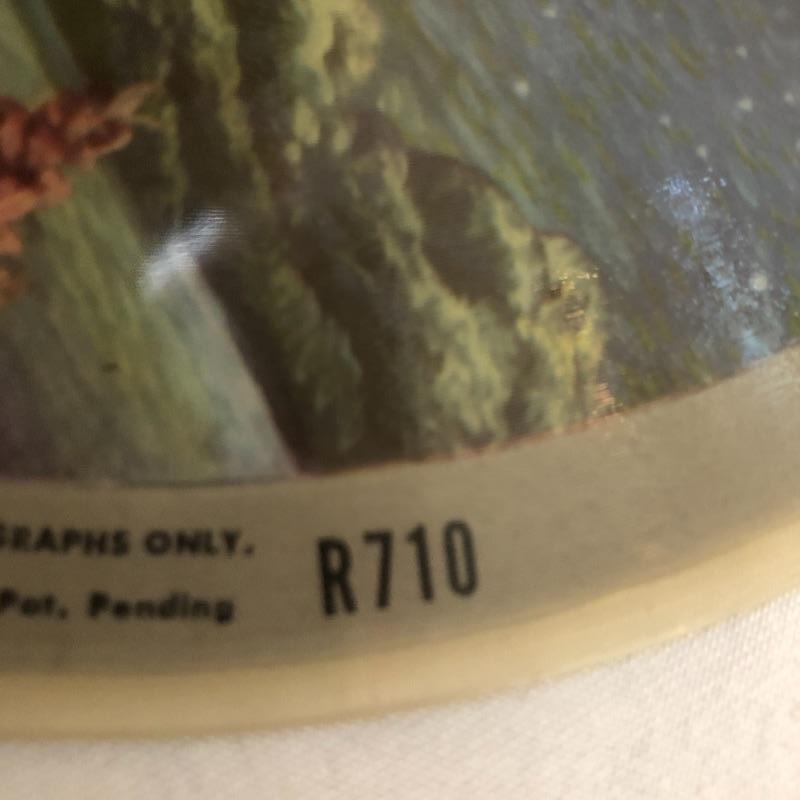 GRAPHS ONLY.
Pat. Pending
R710